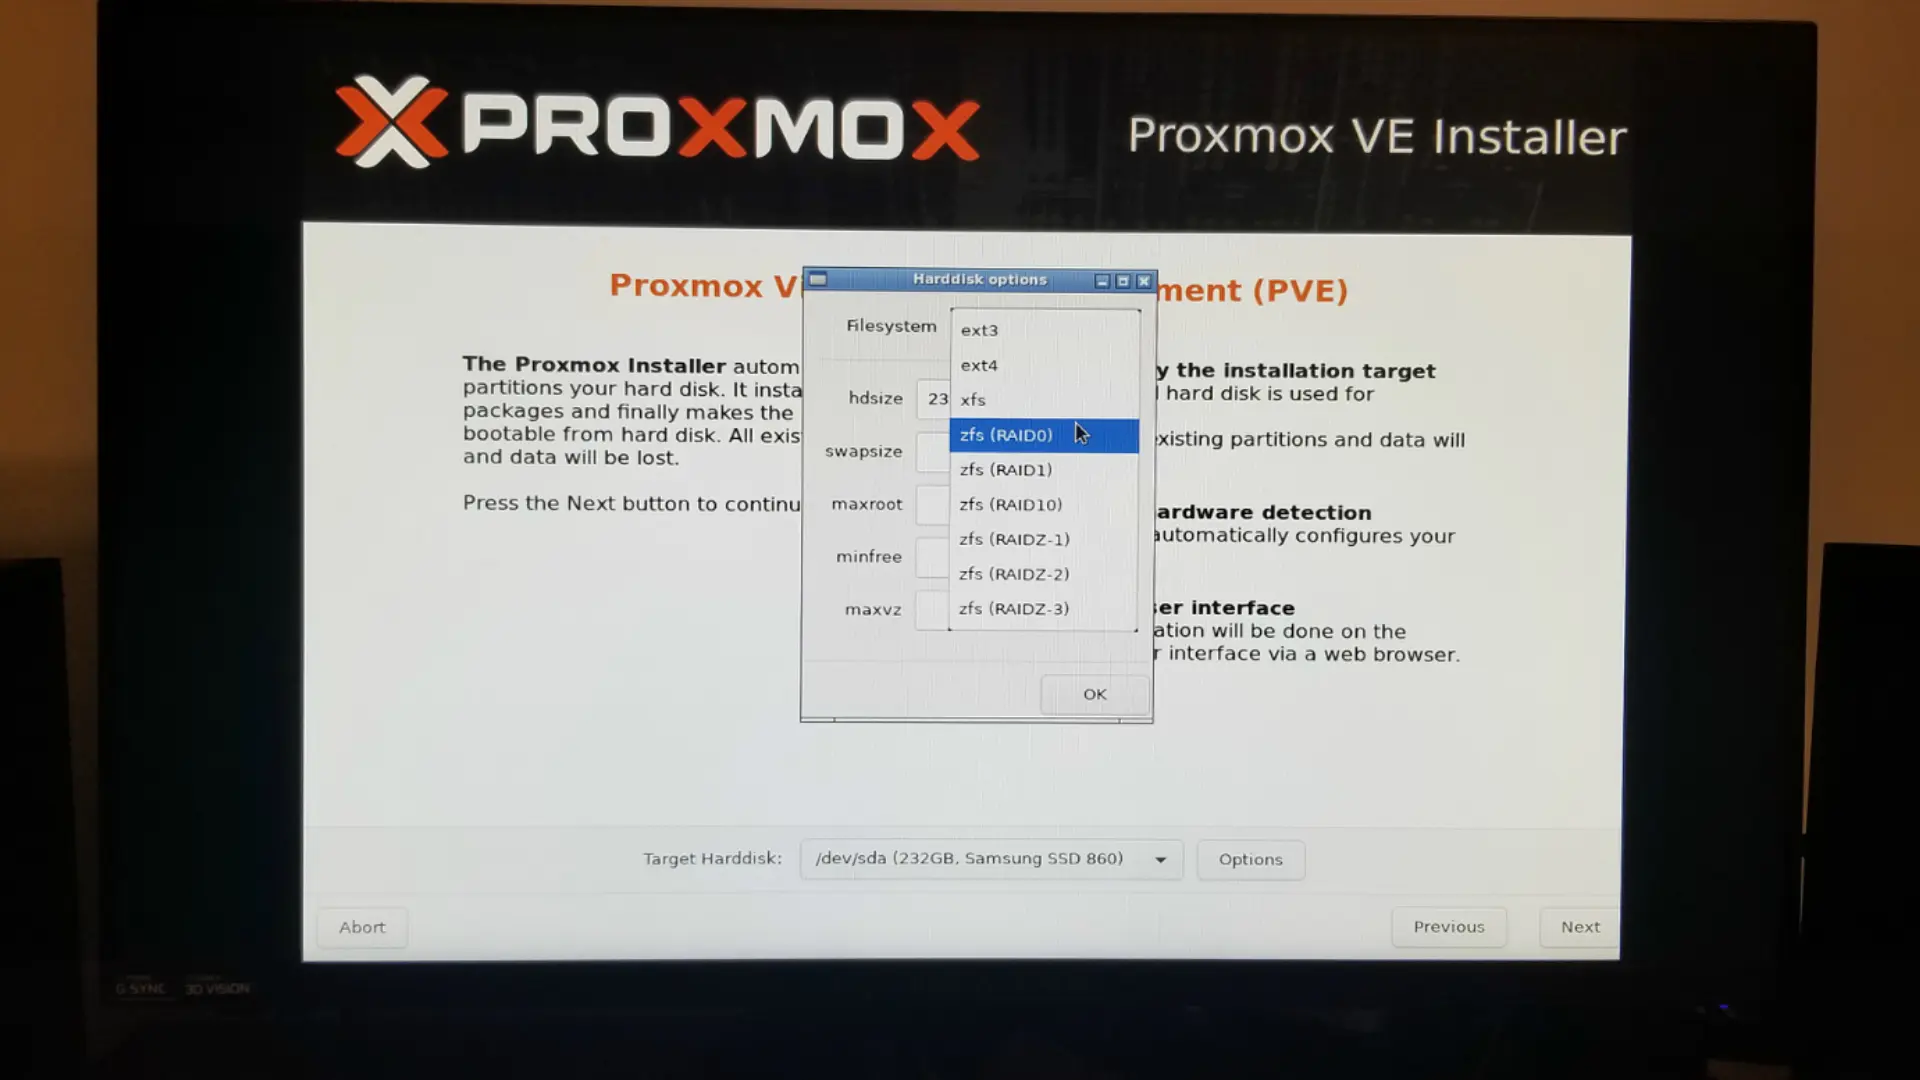 PROXMOX
Proxmox VE Installer
Harddisk options
Proxmox V
ment (PVE)
Filesystem
ext3
ext4
xfs
zfs (RAID0)
zfs (RAID1)
zfs (RAID10)
zfs (RAIDZ-1)
zfs (RAIDZ-2)
zfs (RAIDZ-3)
hdsize 23
swapsize
maxroot
minfree
maxvz
OK
The Proxmox Installer autom
partitions your hard disk. It insta
packages and finally makes the
bootable from hard disk. All exis
and data will be lost.
Press the Next button to continu
y the installation target
hard disk is used for
xisting partitions and data will
ardware detection
automatically configures your
ser interface
ation will be done on the
r interface via a web browser.
Target Harddisk: /dev/sda (232GB, Samsung SSD 860) Options
Abort Previous Next
G-SYNC 3D VISION